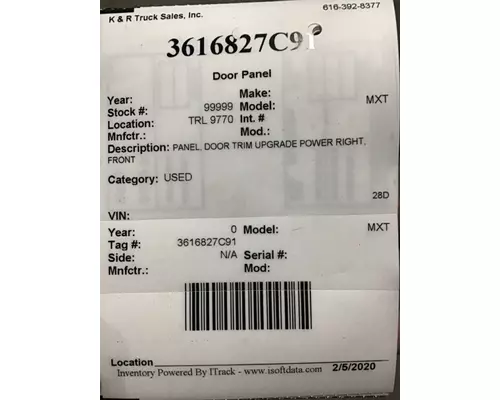 K & R Truck Sales, Inc. 616-392-8377
3616827C91
Door Panel
Year: Make:
Stock #: 99999 Model: MXT
Location: TRL 9770 Int. #
Mnfctr.: Mod.:
Description: PANEL, DOOR TRIM UPGRADE POWER RIGHT,
FRONT
Category: USED
28D
VIN:
Year: 0 Model: MXT
Tag #: 3616827C91
Side: N/A Serial #:
Mnfctr.: Mod:
Location
Inventory Powered By ITrack - www.isoftdata.com 2/5/2020